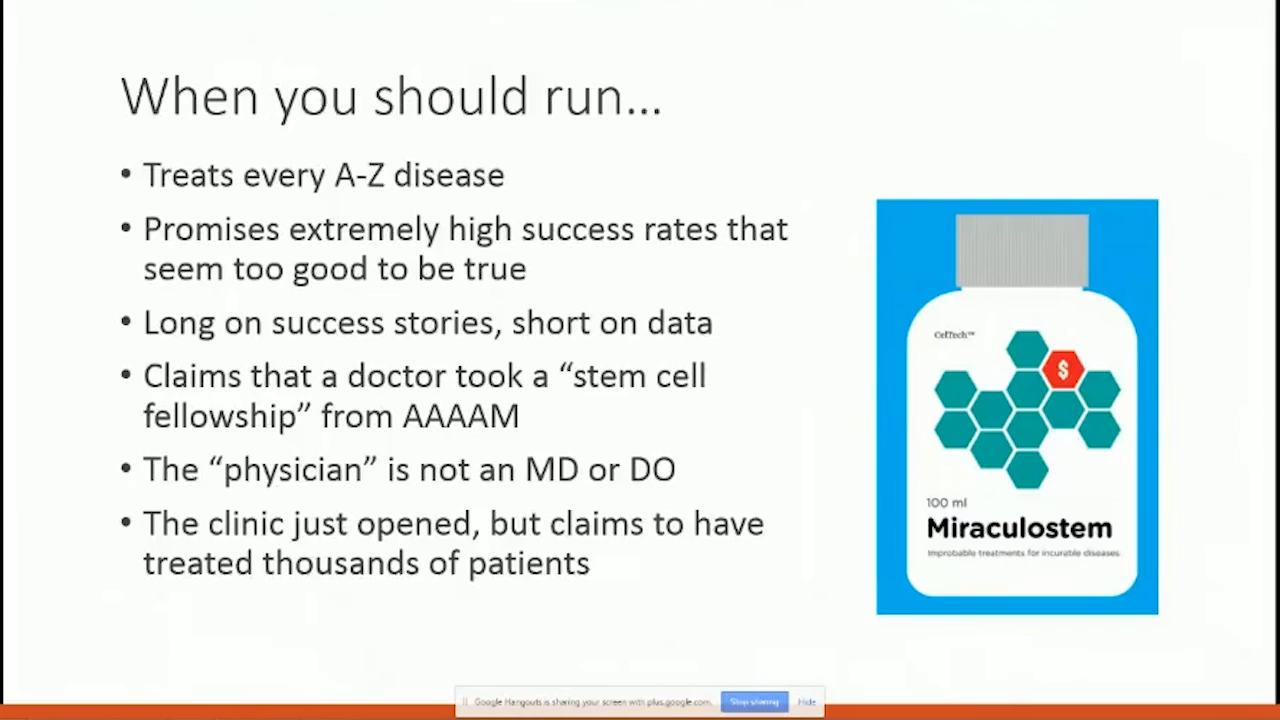 When you should run...
• Treats every A-Z disease
• Promises extremely high success rates that
seem too good to be true
• Long on success stories, short on data
• Claims that a doctor took a “stem cell
fellowship” from AAAAM
• The “physician” is not an MD or DO
• The clinic just opened, but claims to have
treated thousands of patients
CelTech™
$
100 ml
Miraculostem
Improbable treatments for incurable diseases
Google Hangouts is sharing your screen with plus.google.com.
Stop sharing
Hide